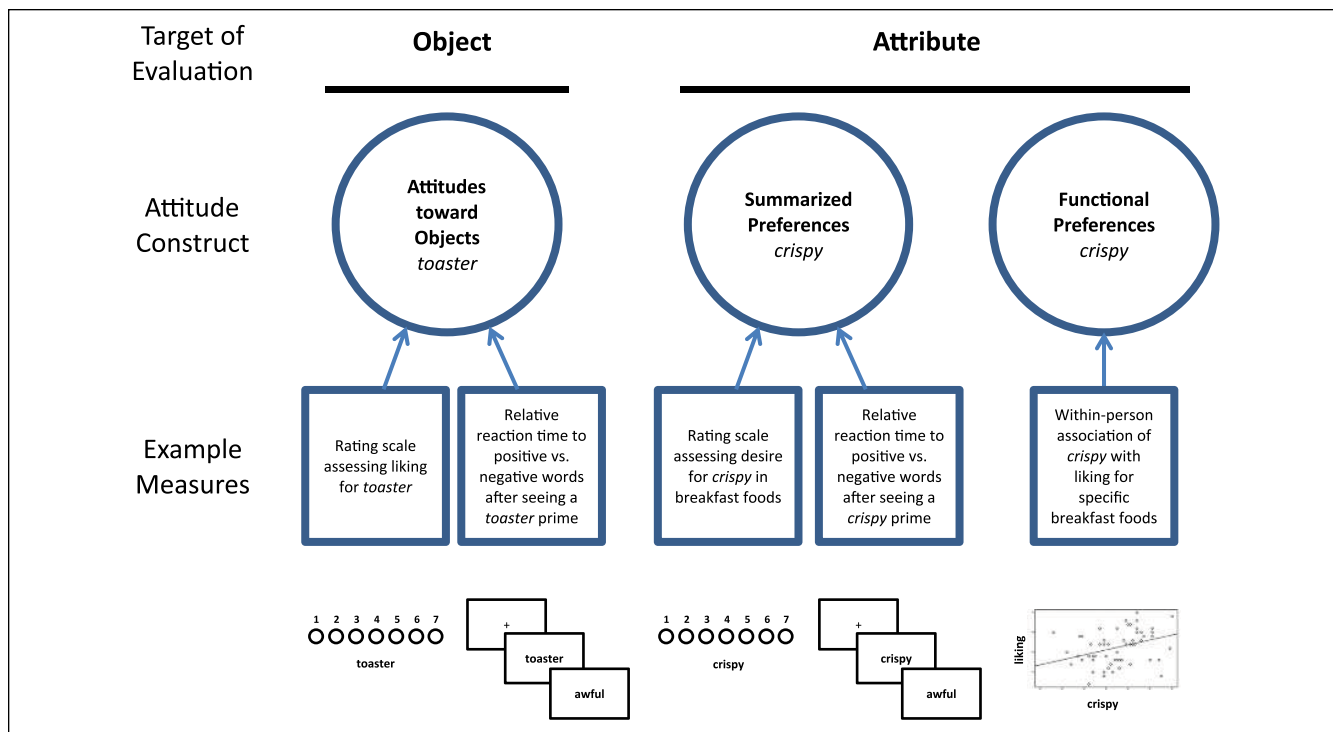 Target of
Evaluation
Object
Attribute
Attitude
Construct
Attitudes
toward
Objects
toaster
Summarized
Preferences
crispy
Functional
Preferences
crispy
Example
Measures
Rating scale
assessing liking
for toaster
Relative
reaction time to
positive vs.
negative words
after seeing a
toaster prime
Rating scale
assessing desire
for crispy in
breakfast foods
Relative
reaction time to
positive vs.
negative words
after seeing a
crispy prime
Within-person
association of
crispy with
liking for
specific
breakfast foods
1 2 3 4 5 6 7
toaster
+
toaster
awful
1 2 3 4 5 6 7
crispy
+
crispy
awful
liking
crispy